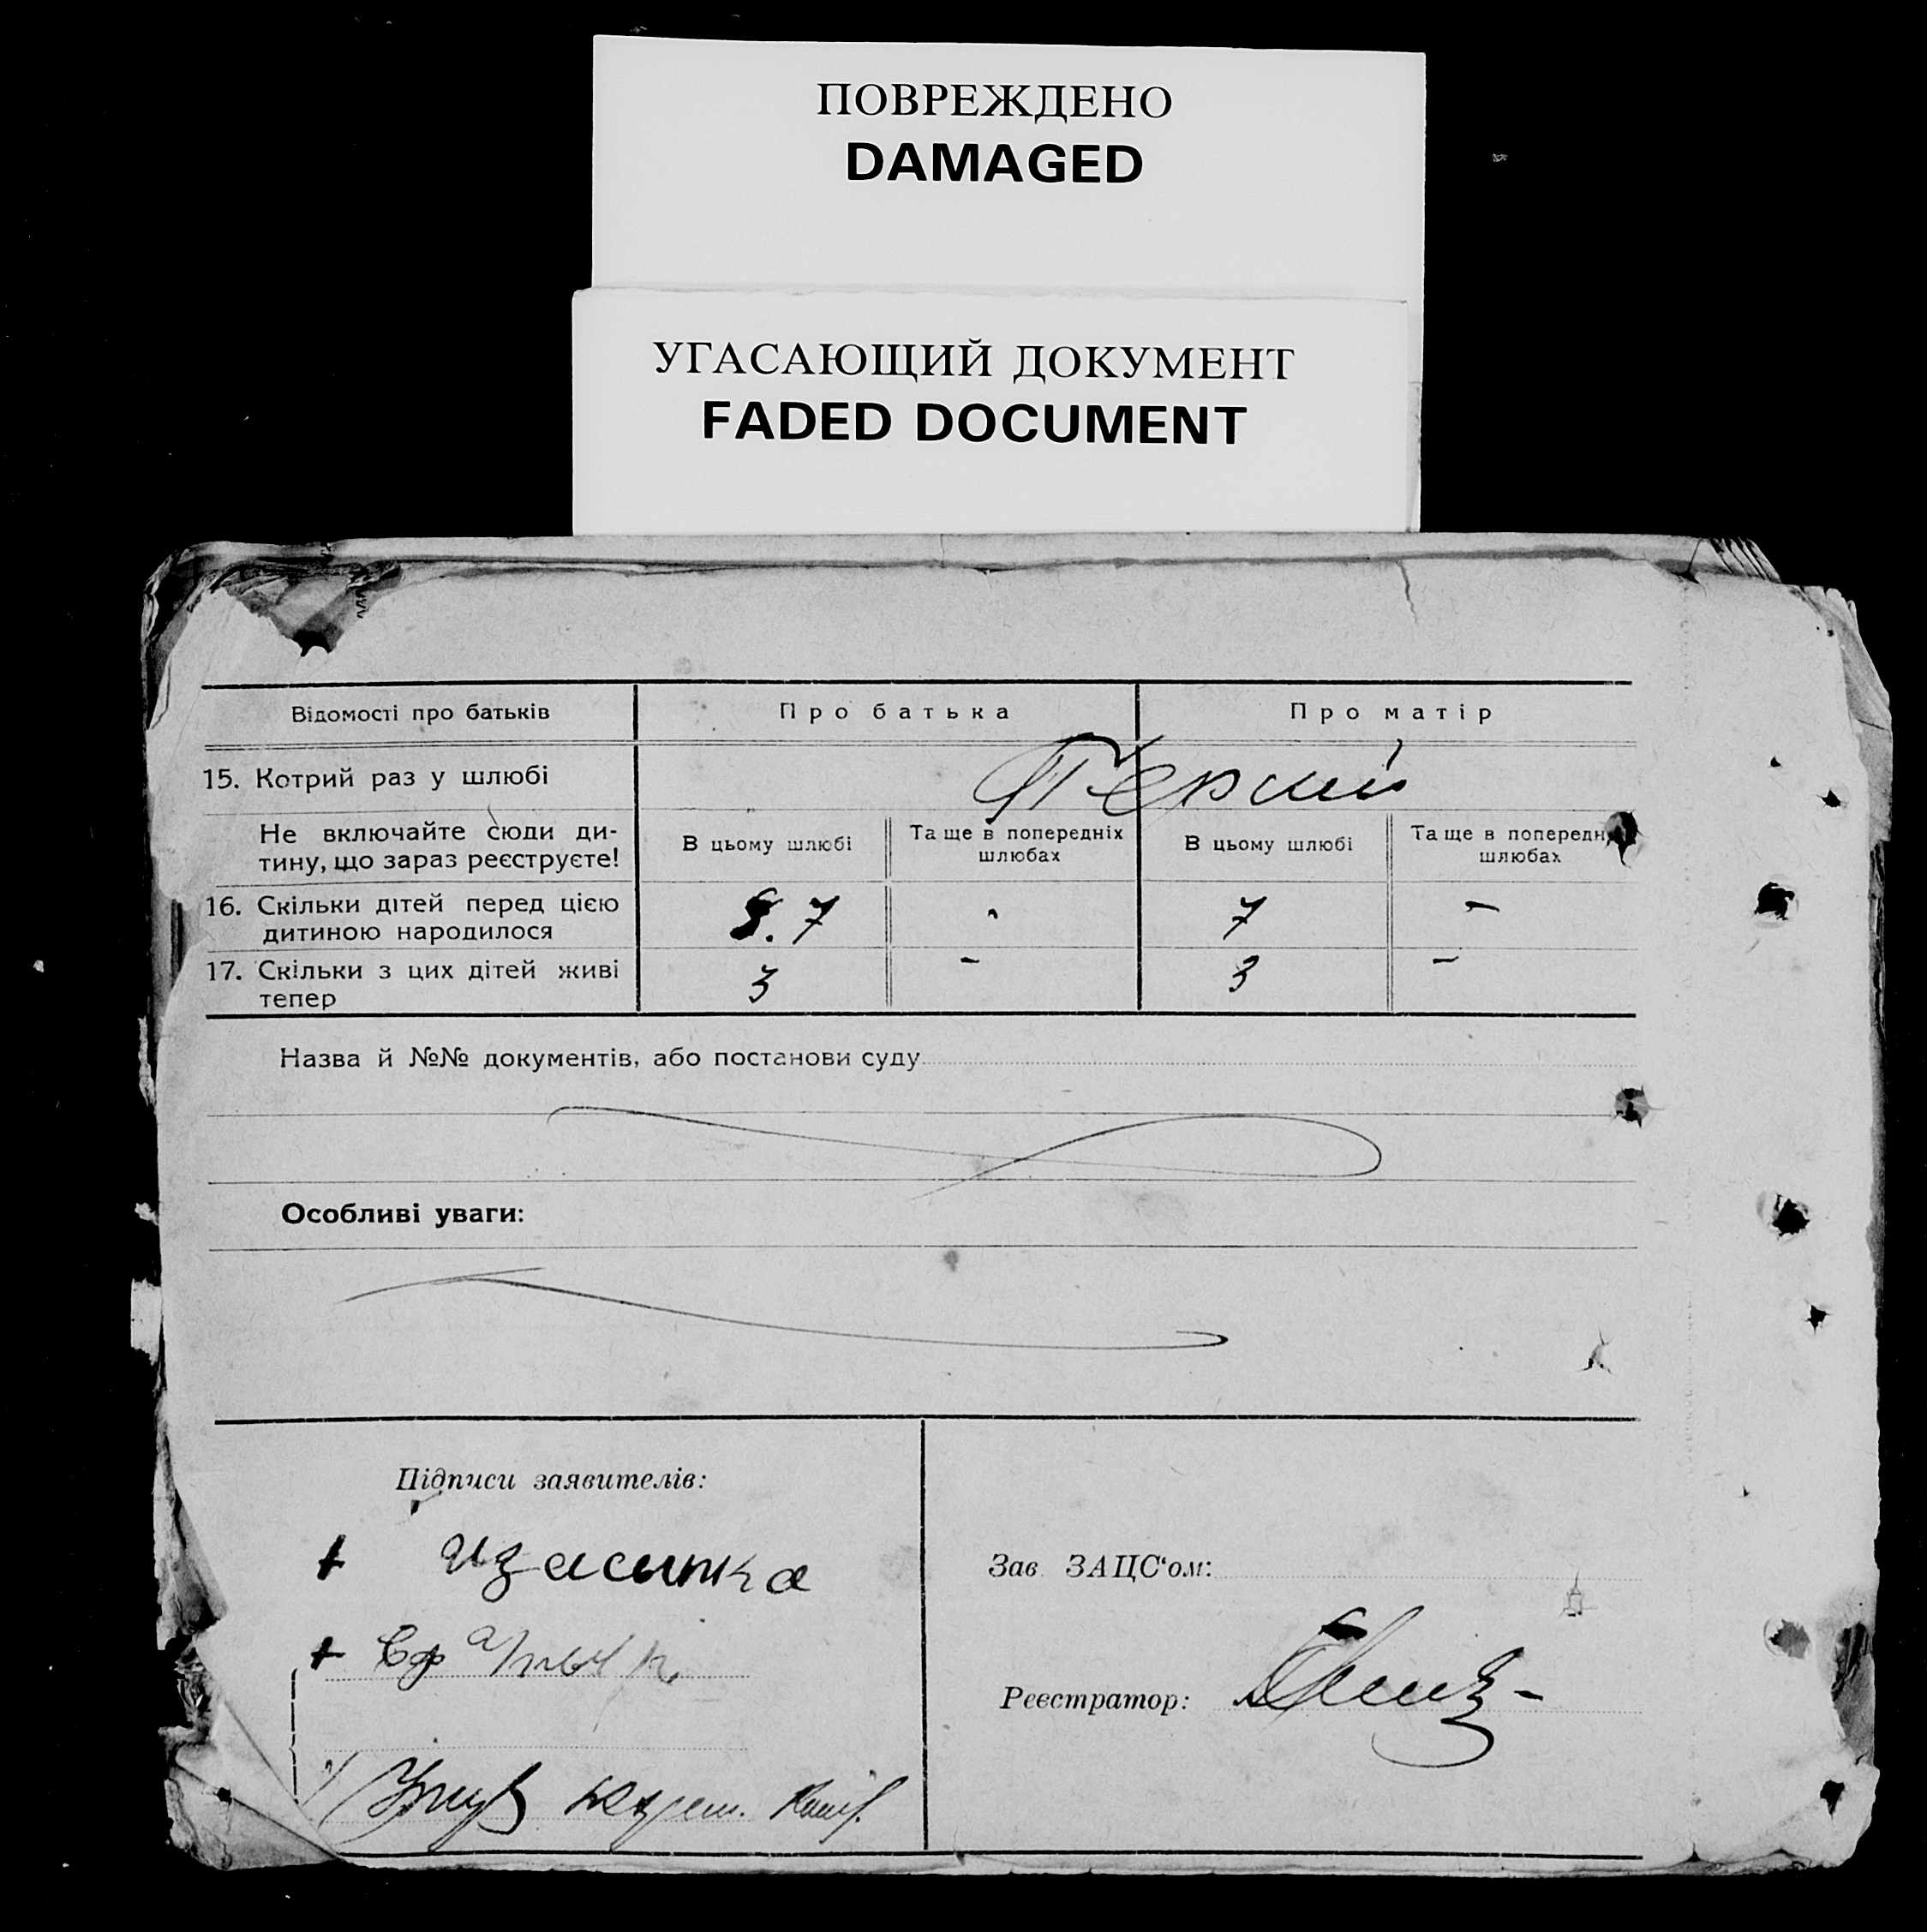 ПОВРЕЖДЕНО
DAMAGED
УГАСАЮЩИЙ ДОКУМЕНТ
FADED DOCUMENT
Відомості про батьків
Про батька
Про матір
15. Котрий раз у шлюбі
Перший
Не включайте сюди ди-
тину, що зараз реєструєте!
В цьому шлюбі
Та ще в попередніх
шлюбах
В цьому шлюбі
Та ще в попередн
шлюбах
16. Скільки дітей перед цією
дитиною народилося
7
7
-
17. Скільки з цих дітей живі
тепер
3
-
3
-
Назва й №№ документів, або постанови суду
Особливі уваги:
Підписи заявителів:
+
+
Зав. ЗАЦС'ом:
Реєстратор: